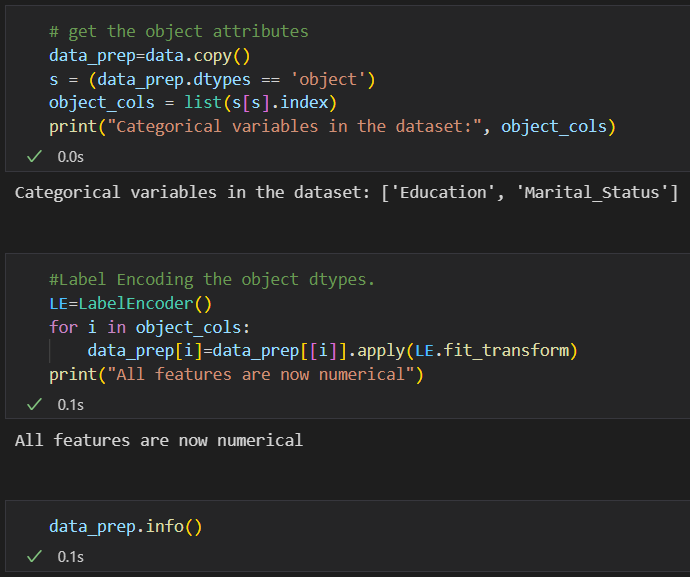 # get the object attributes
data_prep=data.copy()
s = (data_prep.dtypes == 'object')
object_cols = list(s[s].index)
print("Categorical variables in the dataset:", object_cols)
0.0s
Categorical variables in the dataset: ['Education', 'Marital_Status']
#Label Encoding the object dtypes.
LE=LabelEncoder()
for i in object_cols:
    data_prep[i]=data_prep[[i]].apply(LE.fit_transform)
print("All features are now numerical")
0.1s
All features are now numerical
data_prep.info()
0.1s